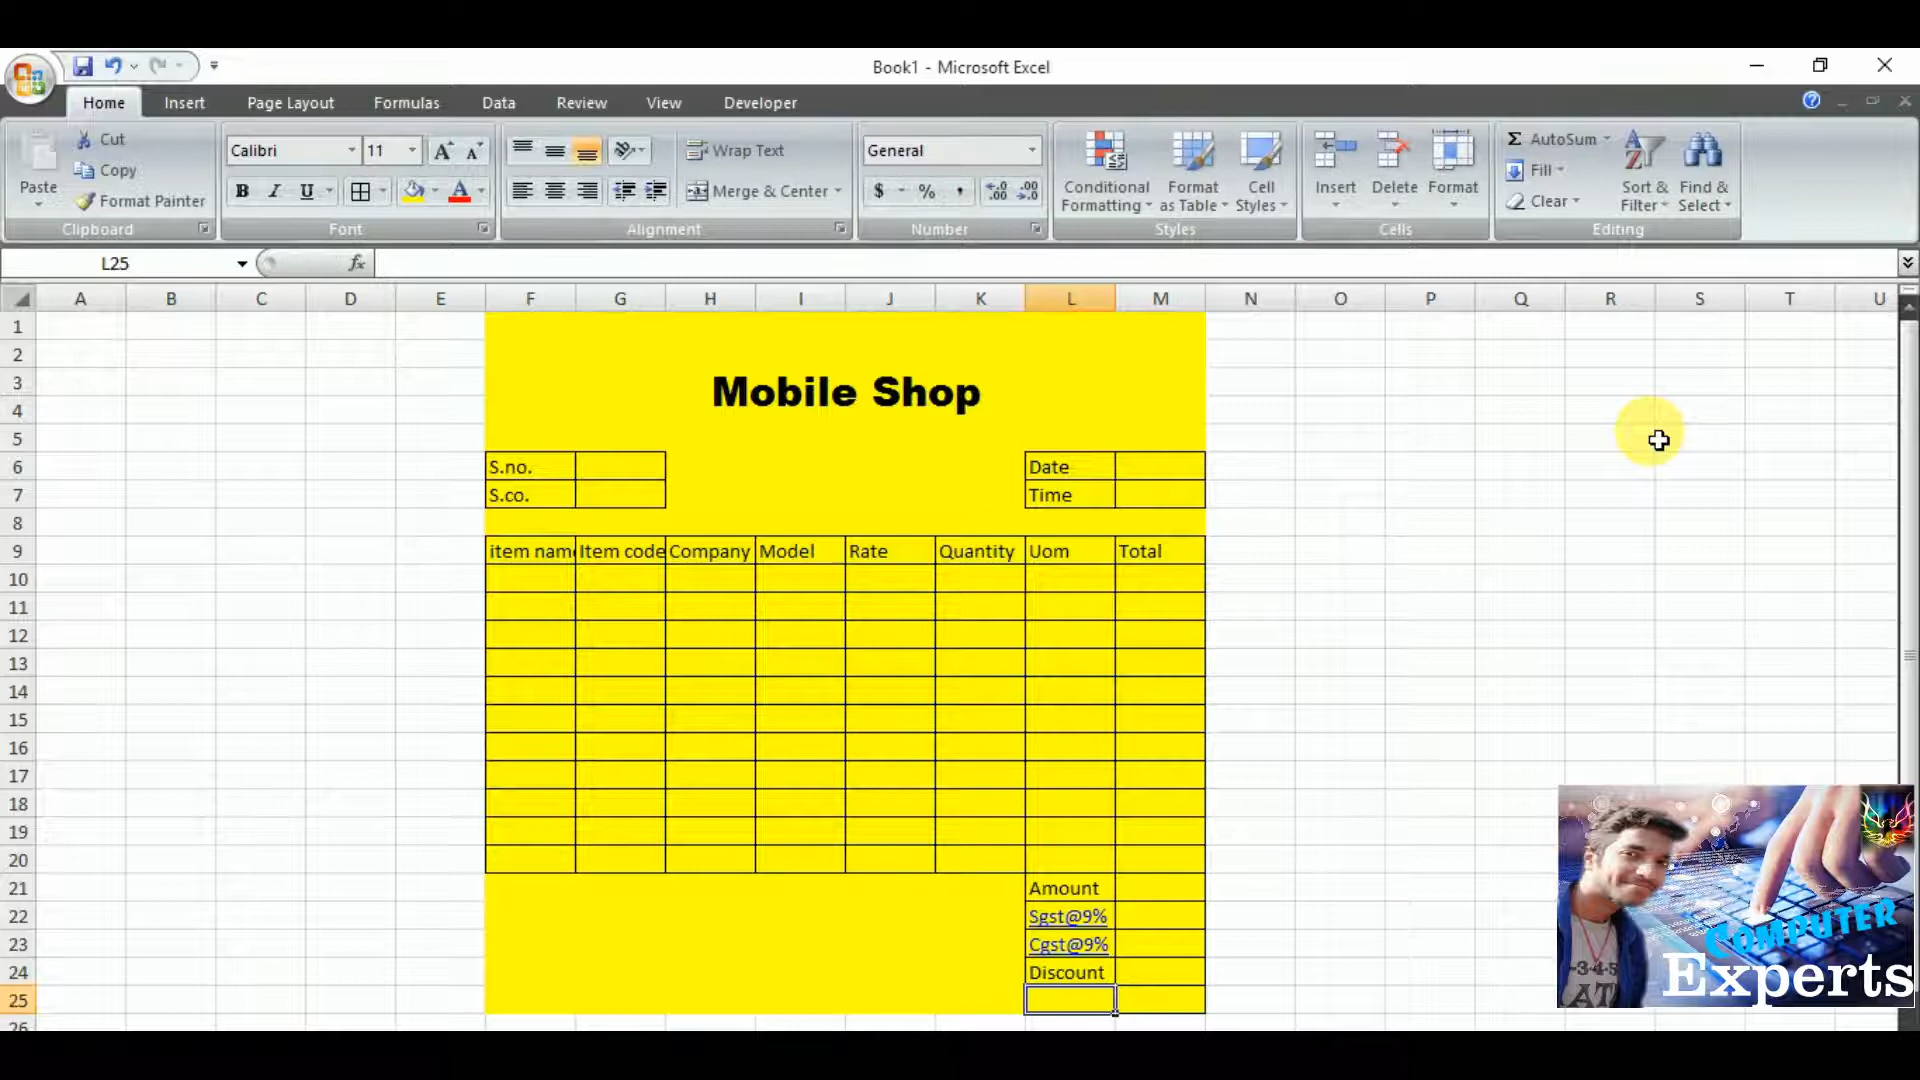 Book1 - Microsoft Excel
Home Insert Page Layout Formulas Data Review View Developer
Paste
Cut
Copy
Format Painter
Clipboard
Calibri 11
B I U
Font
Wrap Text
Merge & Center
Alignment
General
$ % ,
Number
Conditional Formatting
Format as Table
Cell Styles
Styles
Insert Delete Format
Cells
Σ AutoSum
Fill
Clear
Sort & Filter
Find & Select
Editing
L25 fx
A B C D E F G H I J K L M N O P Q R S T U
1
2
3
Mobile Shop
4
5
6 S.no. Date
7 S.co. Time
8
9 item name Item code Company Model Rate Quantity Uom Total
10
11
12
13
14
15
16
17
18
19
20
21 Amount
22 Sgst@9%
23 Cgst@9%
24 Discount
25
26
COMPUTER
Experts
-3-4-5